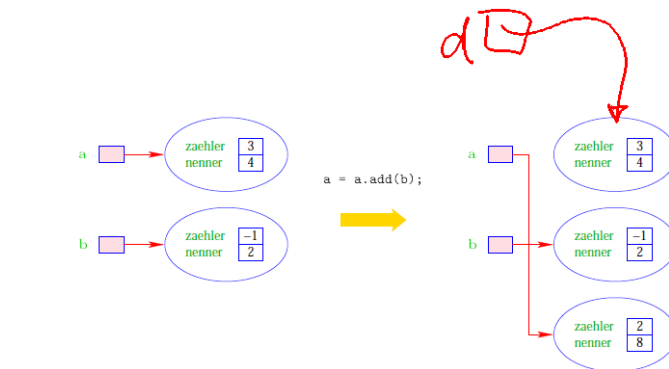 d
a zaehler 3
nenner 4
a = a.add(b);
b zaehler −1
nenner 2
a zaehler 3
nenner 4
b zaehler −1
nenner 2
zaehler 2
nenner 8